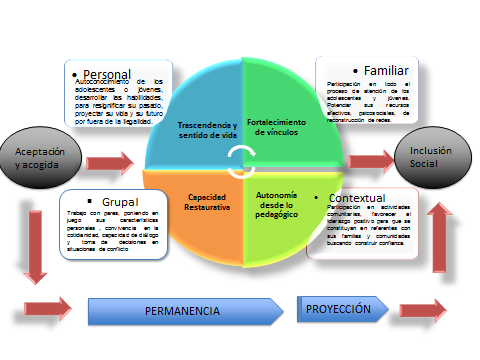 • Personal
Autoconocimiento de los
adolescentes o jóvenes,
desarrollar las habilidades,
para resignificar su pasado,
proyectar su vida y su futuro
por fuera de la ilegalidad.
• Familiar
Participación en todo el
proceso de atención de los
adolescentes y jóvenes.
Potenciar sus recursos
afectivos, psicosociales, de
reconstrucción de redes.
Trascendencia y
sentido de vida
Fortalecimiento
de vínculos
Aceptación
y acogida
Inclusión
Social
Capacidad
Restaurativa
Autonomía
desde lo
pedagógico
▪ Grupal
Trabajo con pares, poniendo en
juego sus características
personales , convivencia en la
cotidianidad, capacidad de diálogo
y toma de decisiones en
situaciones de conflicto
• Contextual
Participación en actividades
comunitarias, favorecer el
liderazgo positivo para que se
constituyan en referentes con
sus familias y comunidades
buscando construir confianza.
PERMANENCIA
PROYECCIÓN